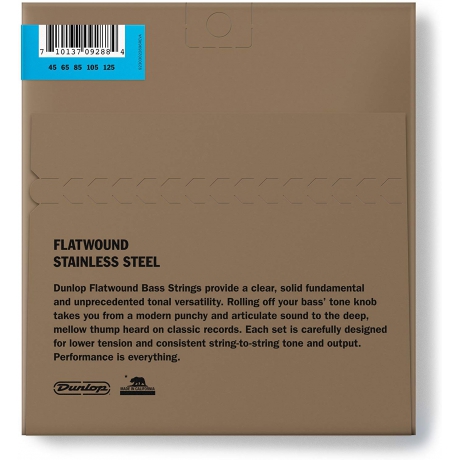 7 10137 09288 4
45 65 85 105 125
FLATWOUND
STAINLESS STEEL
Dunlop Flatwound Bass Strings provide a clear, solid fundamental
and unprecedented tonal versatility. Rolling off your bass' tone knob
takes you from a modern punchy and articulate sound to the deep,
mellow thump heard on classic records. Each set is carefully designed
for lower tension and consistent string-to-string tone and output.
Performance is everything.
Dunlop
MADE IN CALIFORNIA